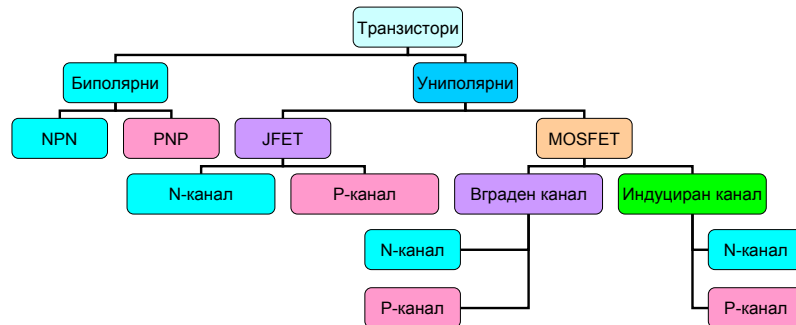 Транзистори
Биполярни
Униполярни
NPN
PNP
JFET
MOSFET
N-канал
P-канал
Вграден канал
Индуциран канал
N-канал
N-канал
P-канал
P-канал